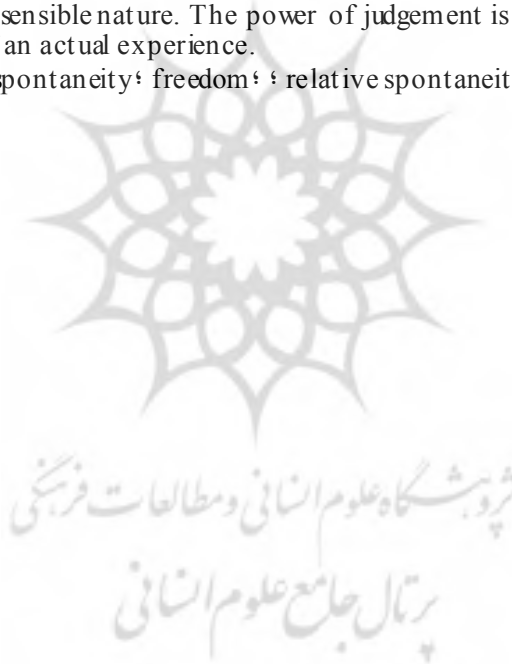 sensible nature. The power of judgement is
an actual experience.
spontaneity؛ freedom؛ ؛ relative spontaneit
پژوهشگاه علوم انسانی و مطالعات فرهنگی
پرتال جامع علوم انسانی